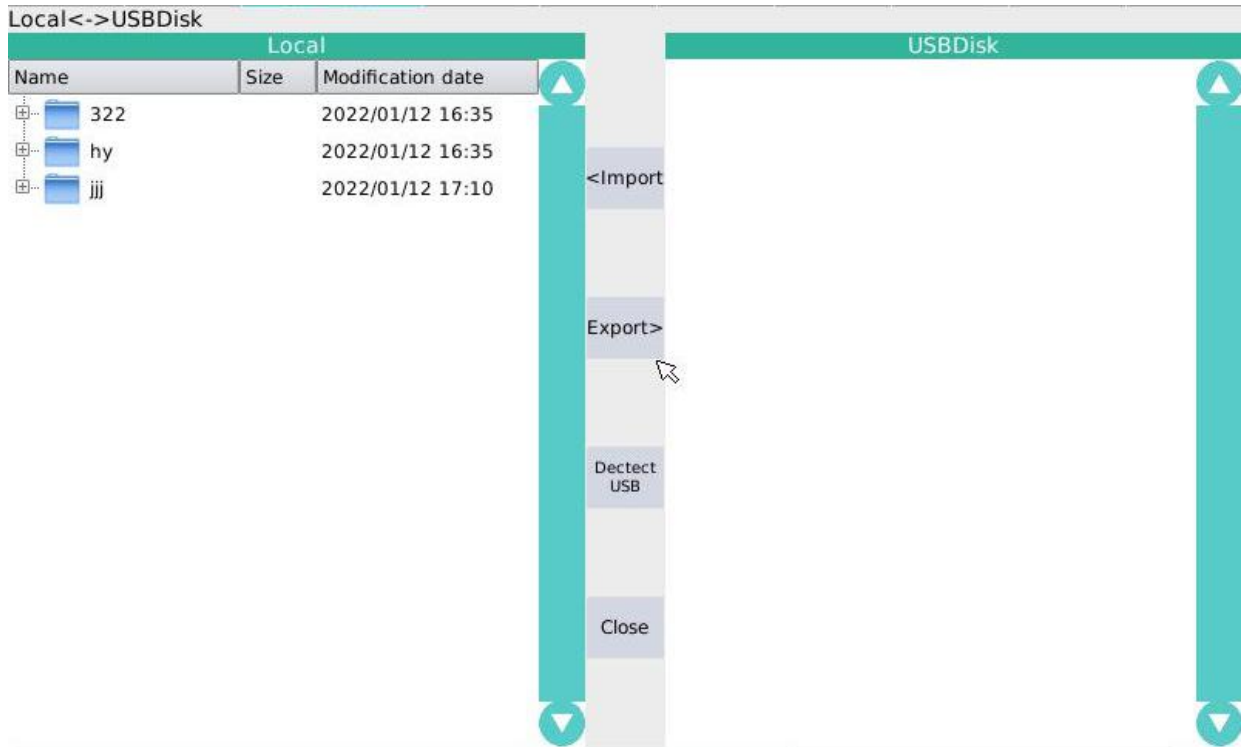 Local<->USBDisk
Local
USBDisk
Name Size Modification date
322 2022/01/12 16:35
hy 2022/01/12 16:35
jjj 2022/01/12 17:10
<Import
Export>
Dectect
USB
Close